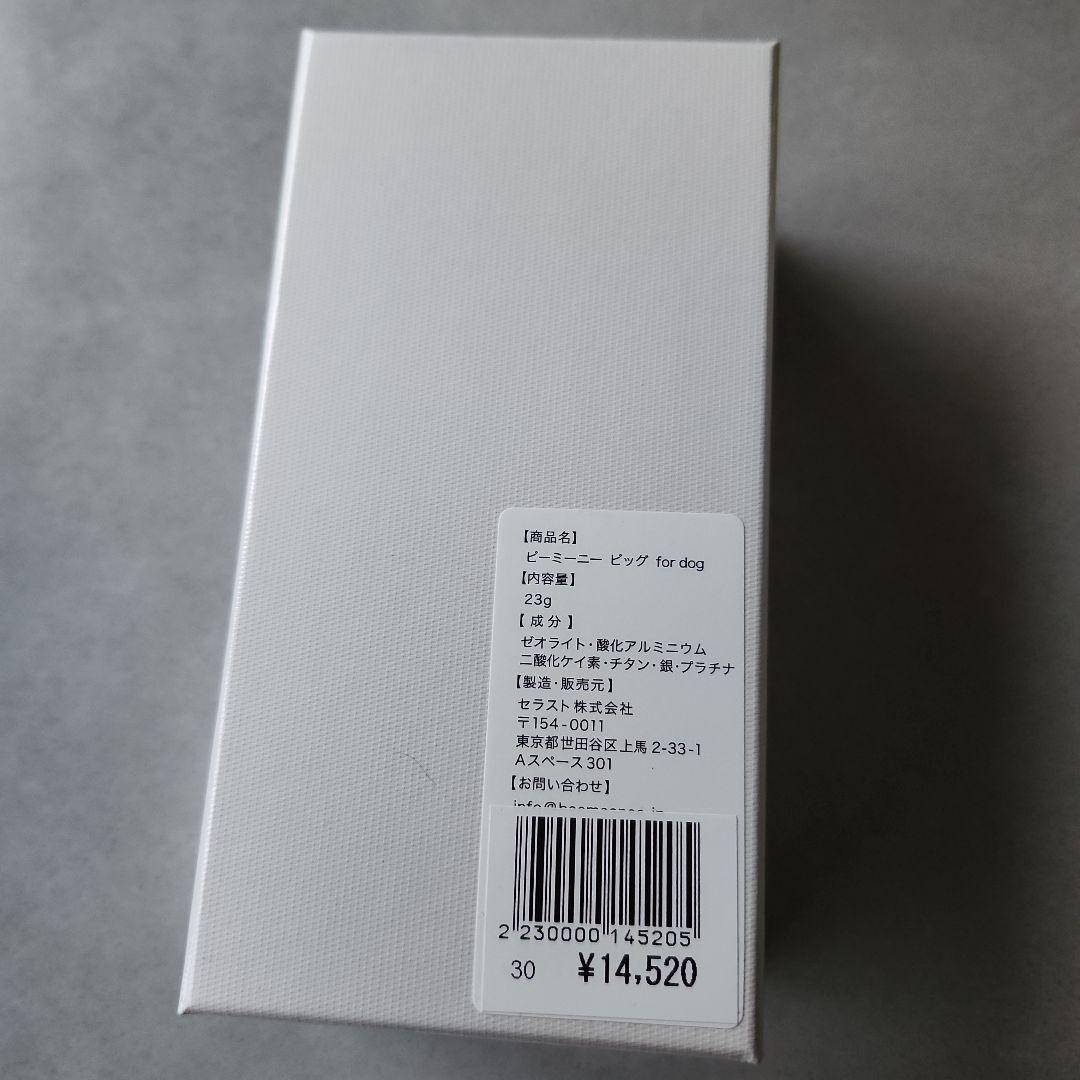 【商品名】
ビーミーニー ビッグ for dog
【内容量】
23g
【成分】
ゼオライト・酸化アルミニウム
二酸化ケイ素・チタン・銀・プラチナ
【製造・販売元】
セラスト株式会社
〒154-0011
東京都世田谷区上馬2-33-1
Aスペース301
【お問い合わせ】
2 230000 145205
30 ¥14,520